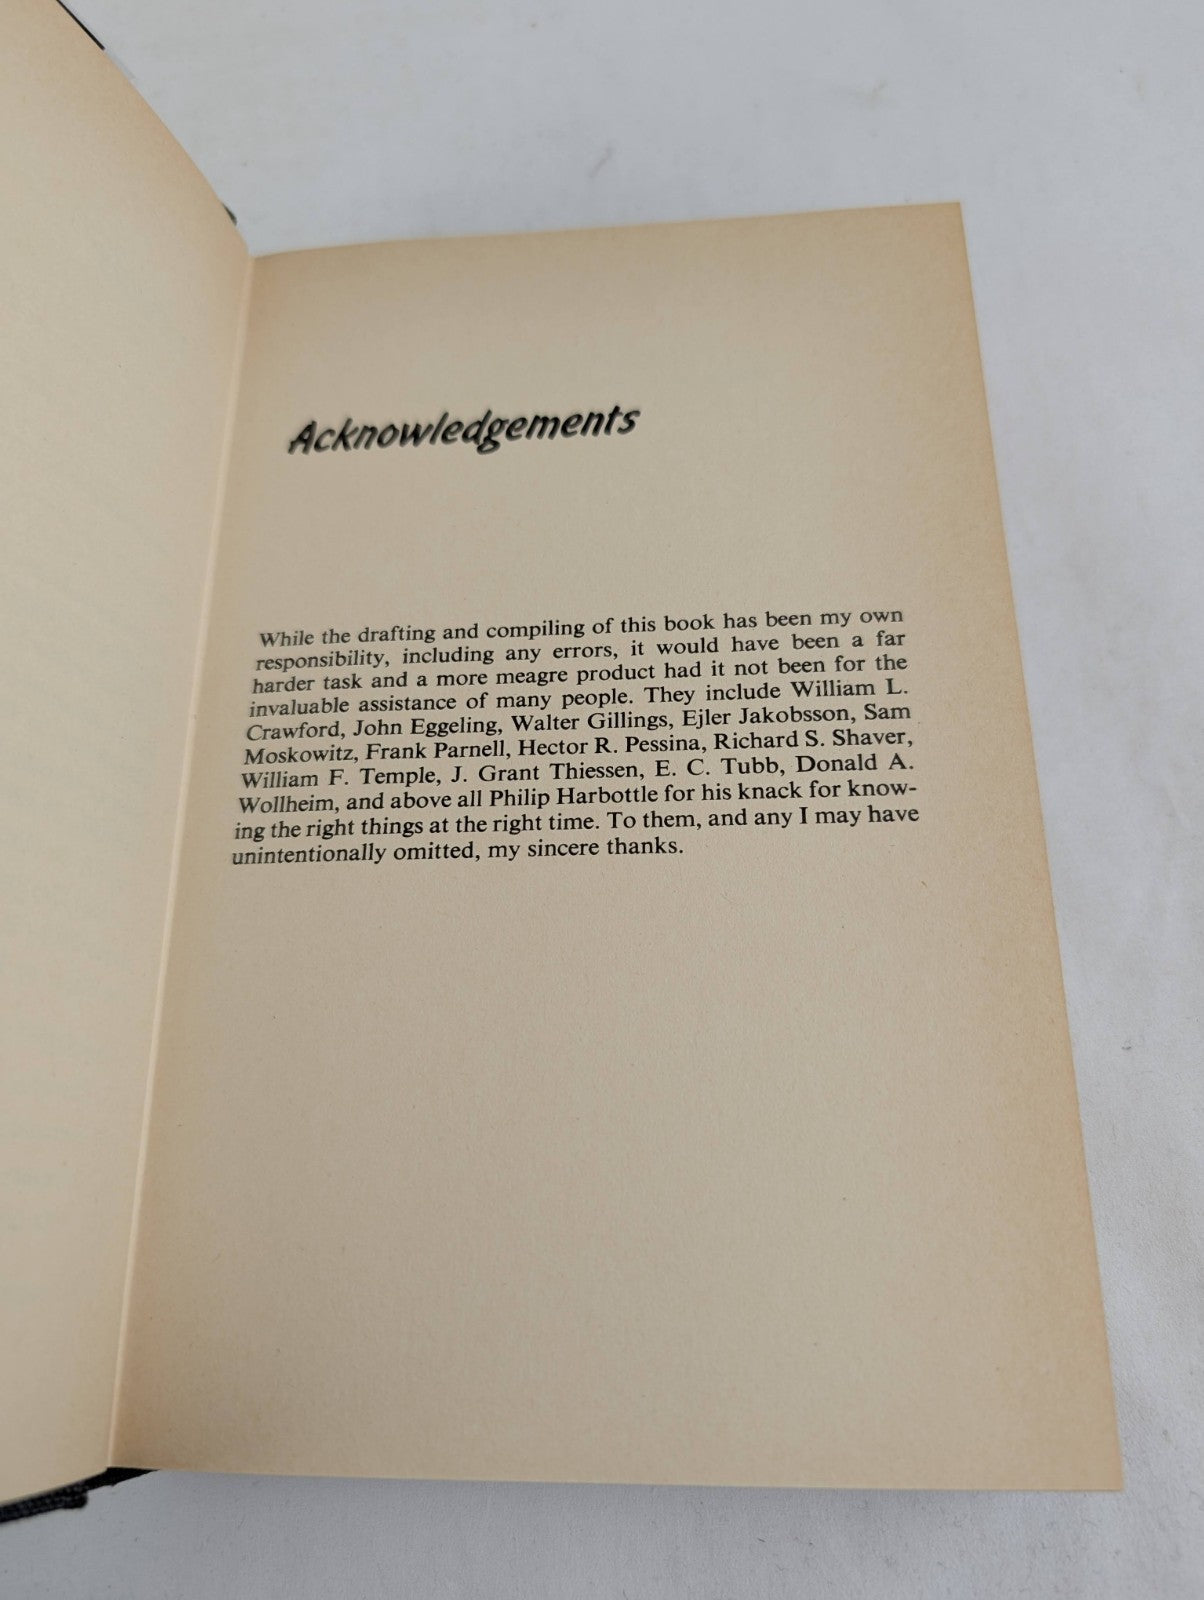 Acknowledgements
While the drafting and compiling of this book has been my own
responsibility, including any errors, it would have been a far
harder task and a more meagre product had it not been for the
invaluable assistance of many people. They include William L.
Crawford, John Eggeling, Walter Gillings, Ejler Jakobsson, Sam
Moskowitz, Frank Parnell, Hector R. Pessina, Richard S. Shaver,
William F. Temple, J. Grant Thiessen, E. C. Tubb, Donald A.
Wollheim, and above all Philip Harbottle for his knack for know-
ing the right things at the right time. To them, and any I may have
unintentionally omitted, my sincere thanks.